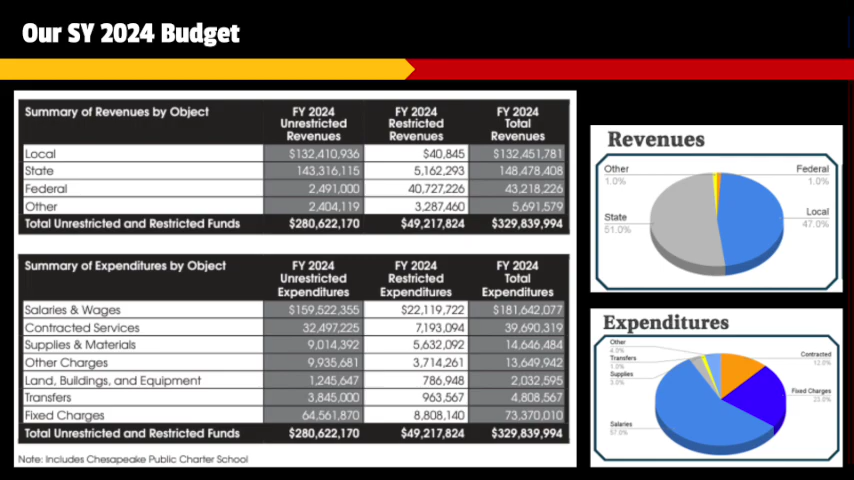 Our SY 2024 Budget
Summary of Revenues by Object FY 2024 Unrestricted Revenues FY 2024 Restricted Revenues FY 2024 Total Revenues
Local $132,410,936 $40,845 $132,451,781
State 143,316,115 5,162,293 148,478,408
Federal 2,491,000 40,727,226 43,218,226
Other 2,404,119 3,287,460 5,691,579
Total Unrestricted and Restricted Funds $280,622,170 $49,217,824 $329,839,994
Summary of Expenditures by Object FY 2024 Unrestricted Expenditures FY 2024 Restricted Expenditures FY 2024 Total Expenditures
Salaries & Wages $159,522,355 $22,119,722 $181,642,077
Contracted Services 32,497,225 7,193,094 39,690,319
Supplies & Materials 9,014,392 5,632,092 14,646,484
Other Charges 9,935,681 3,714,261 13,649,942
Land, Buildings, and Equipment 1,245,647 786,948 2,032,595
Transfers 3,845,000 963,567 4,808,567
Fixed Charges 64,561,870 8,808,140 73,370,010
Total Unrestricted and Restricted Funds $280,622,170 $49,217,824 $329,839,994
Note: Includes Chesapeake Public Charter School
Revenues
Other
1.0%
Federal
1.0%
State
51.0%
Local
47.0%
Expenditures
Other
4.0%
Transfers
1.0%
Supplies
3.0%
Contracted
12.0%
Fixed Charges
23.0%
Salaries
57.0%